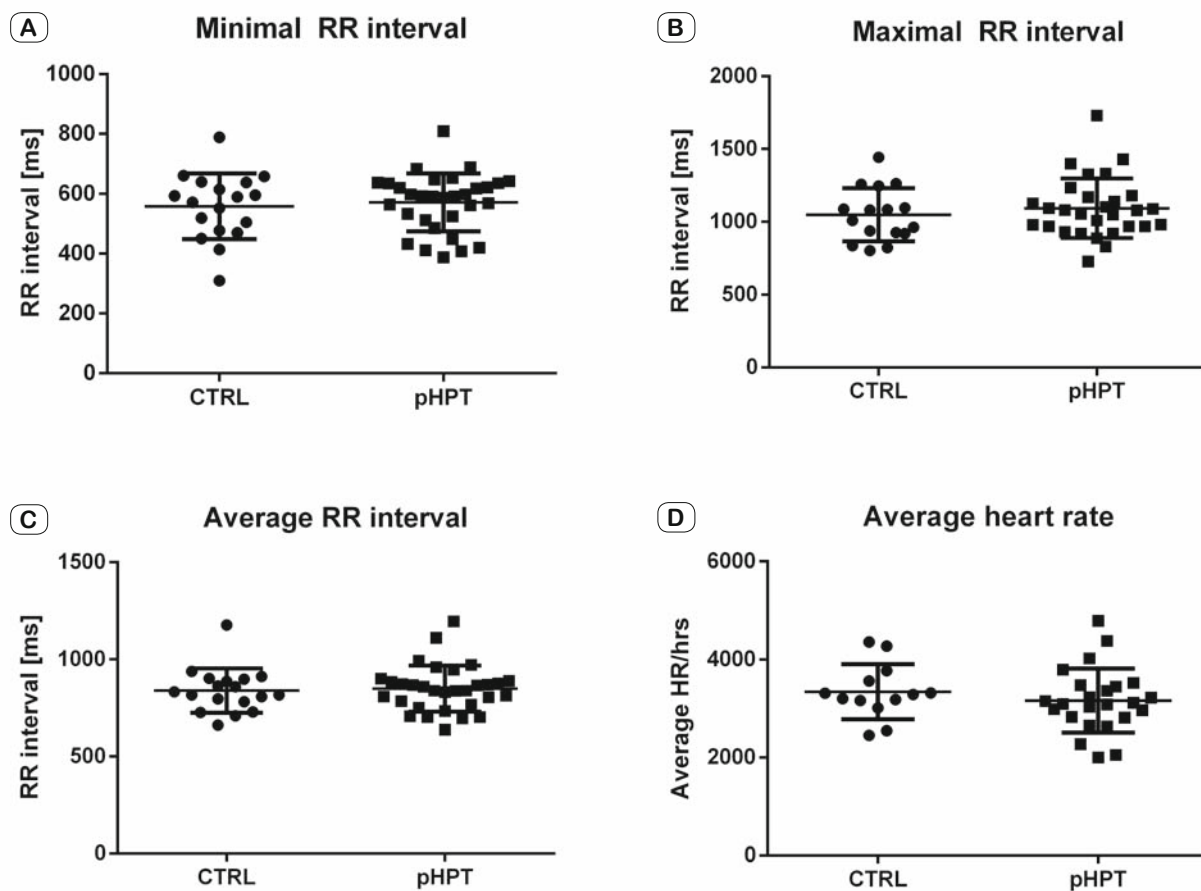 A
Minimal RR interval
RR interval [ms]
1000
800
600
400
200
0
CTRL
pHPT
B
Maximal RR interval
RR interval [ms]
2000
1500
1000
500
0
CTRL
pHPT
C
Average RR interval
RR interval [ms]
1500
1000
500
0
CTRL
pHPT
D
Average heart rate
Average HR/hrs
6000
4000
2000
0
CTRL
pHPT